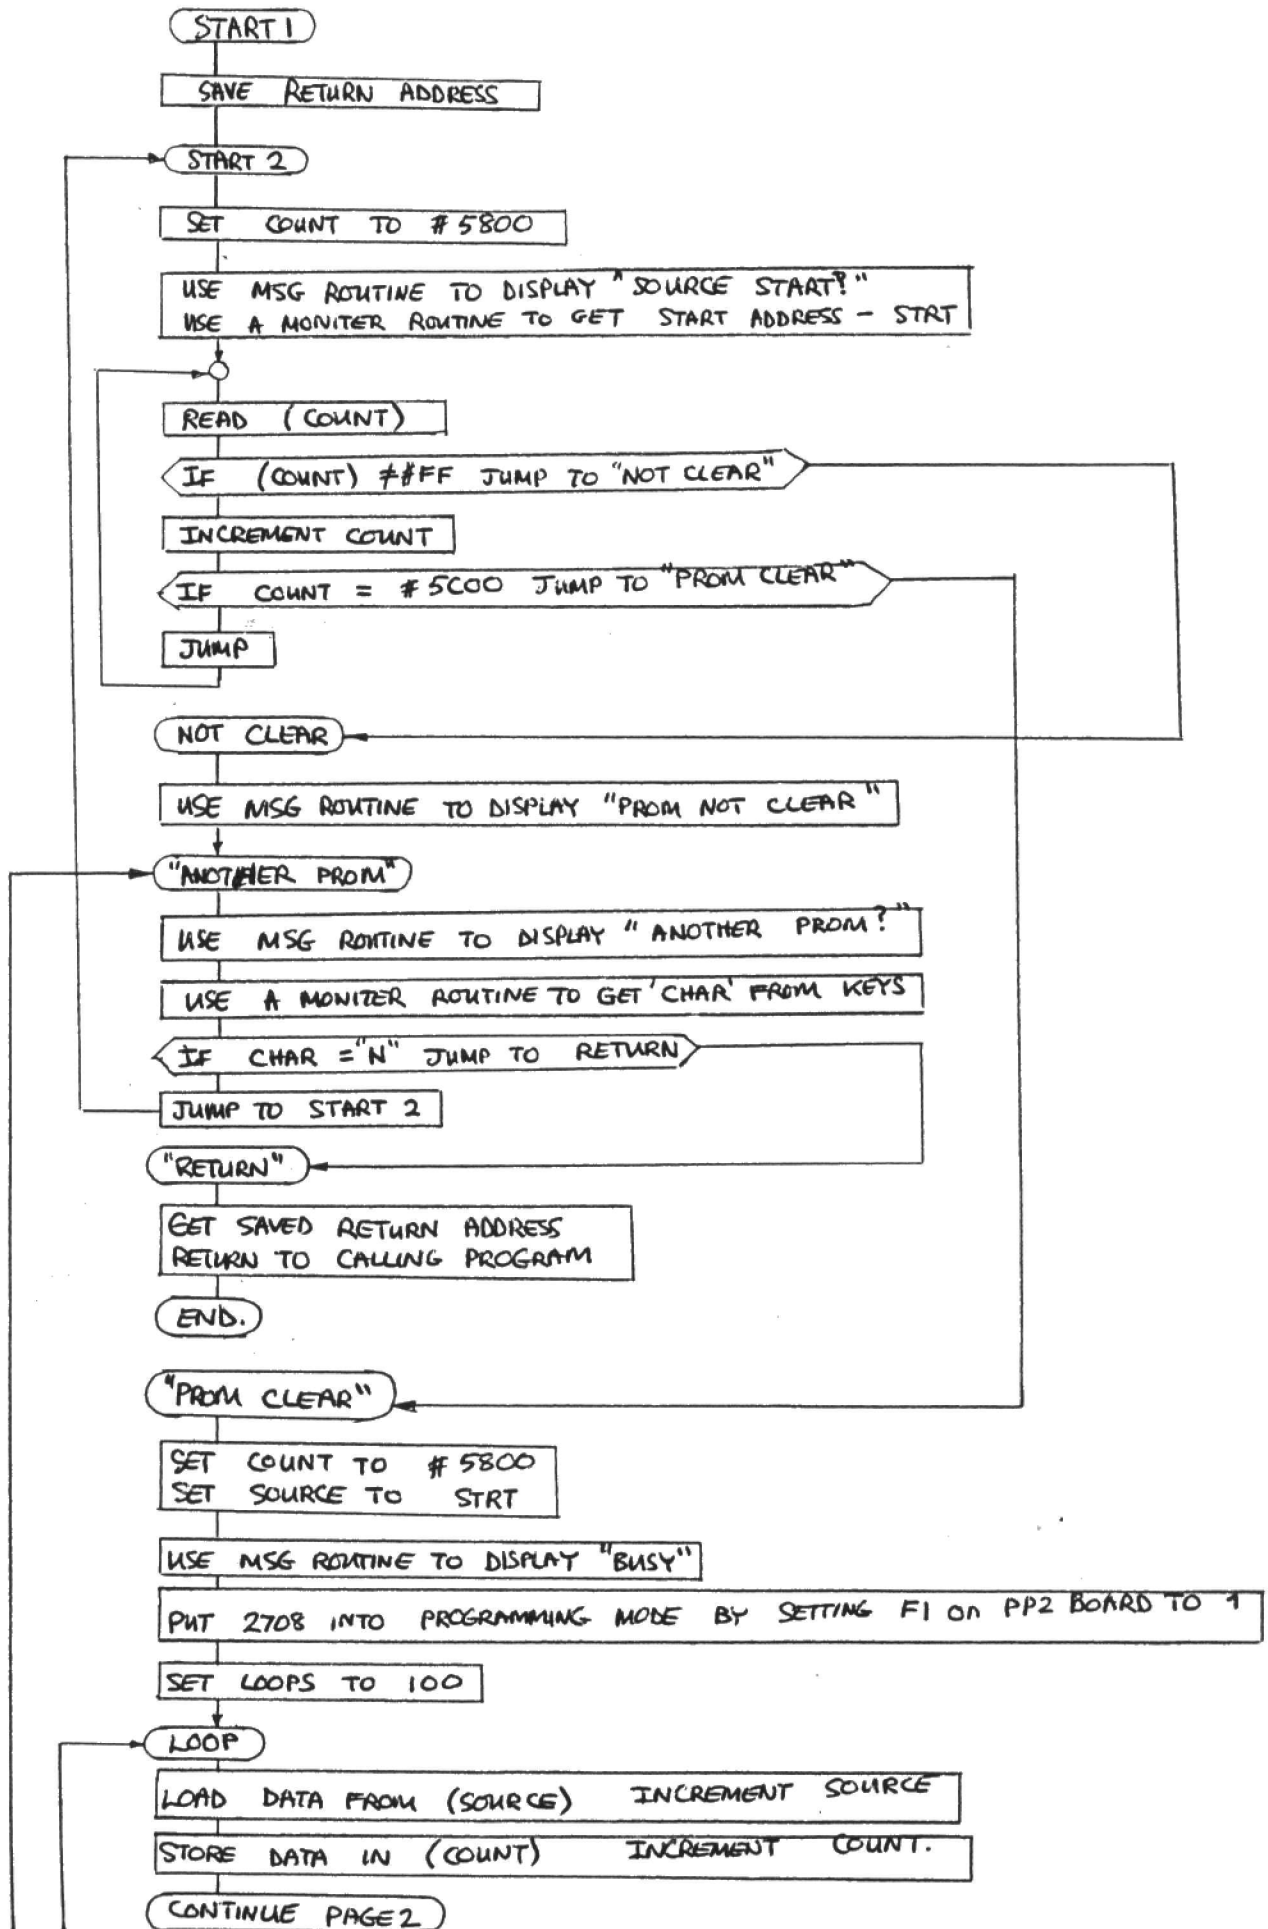 START 1
SAVE RETURN ADDRESS
START 2
SET COUNT TO #5800
USE MSG ROUTINE TO DISPLAY "SOURCE START?"
USE A MONITER ROUTINE TO GET START ADDRESS - STRT
READ (COUNT)
IF (COUNT) ≠#FF JUMP TO "NOT CLEAR"
INCREMENT COUNT
IF COUNT = #5C00 JUMP TO "PROM CLEAR"
JUMP
NOT CLEAR
USE MSG ROUTINE TO DISPLAY "PROM NOT CLEAR"
"ANOTHER PROM"
USE MSG ROUTINE TO DISPLAY "ANOTHER PROM?"
USE A MONITER ROUTINE TO GET 'CHAR' FROM KEYS
IF CHAR ="N" JUMP TO RETURN
JUMP TO START 2
"RETURN"
GET SAVED RETURN ADDRESS
RETURN TO CALLING PROGRAM
END.
"PROM CLEAR"
SET COUNT TO #5800
SET SOURCE TO STRT
USE MSG ROUTINE TO DISPLAY "BUSY"
PUT 2708 INTO PROGRAMMING MODE BY SETTING F1 on PP2 BOARD TO 1
SET LOOPS TO 100
LOOP
LOAD DATA FROM (SOURCE) INCREMENT SOURCE
STORE DATA IN (COUNT) INCREMENT COUNT.
CONTINUE PAGE 2